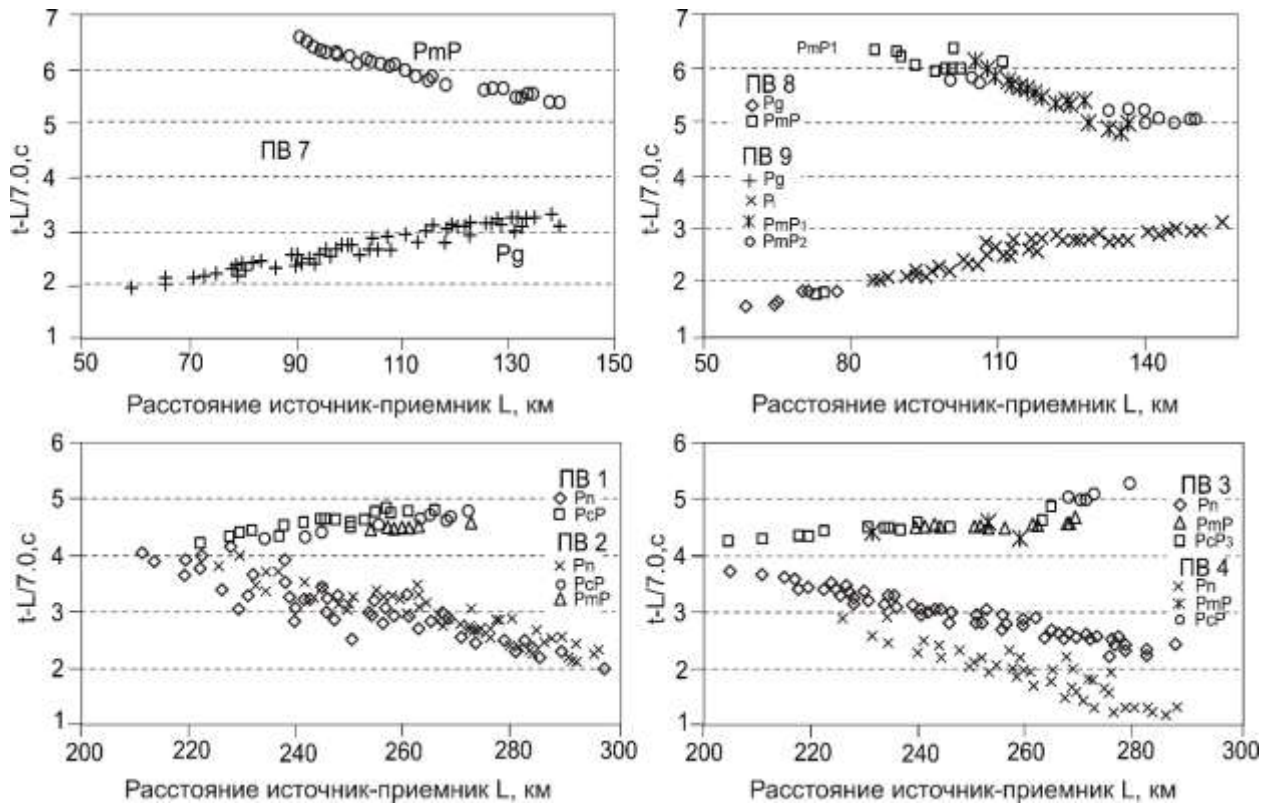 7
6
5
4
3
2
1
t-L/7.0,с
PmP
ПВ 7
Pg
50 70 90 110 130 150
Расстояние источник-приемник L, км
7
6
5
4
3
2
1
t-L/7.0,с
PmP1
ПВ 8
Pg
PmP
ПВ 9
Pg
Pi
PmP1
PmP2
50 80 110 140
Расстояние источник-приемник L, км
6
5
4
3
2
1
t-L/7.0,с
ПВ 1
Pn
PcP
ПВ 2
Pn
PcP
PmP
200 220 240 260 280 300
Расстояние источник-приемник L, км
6
5
4
3
2
1
t-L/7.0,с
ПВ 3
Pn
PmP
PcP3
ПВ 4
Pn
PmP
PcP
200 220 240 260 280 300
Расстояние источник-приемник L, км